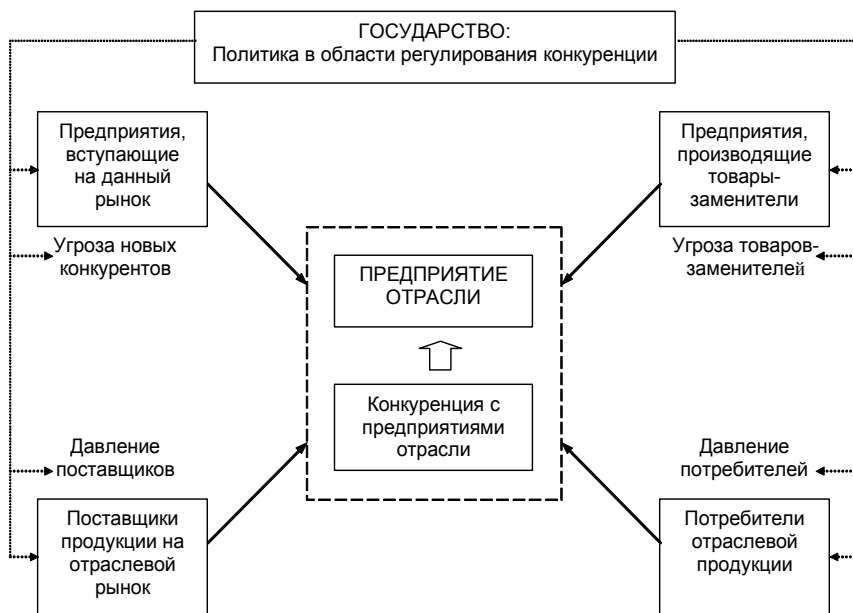 ГОСУДАРСТВО:
Политика в области регулирования конкуренции
Предприятия,
вступающие
на данный
рынок
Предприятия,
производящие
товары-
заменители
Угроза новых
конкурентов
Угроза товаров-
заменителей
ПРЕДПРИЯТИЕ
ОТРАСЛИ
Конкуренция с
предприятиями
отрасли
Давление
поставщиков
Давление
потребителей
Поставщики
продукции на
отраслевой
рынок
Потребители
отраслевой
продукции